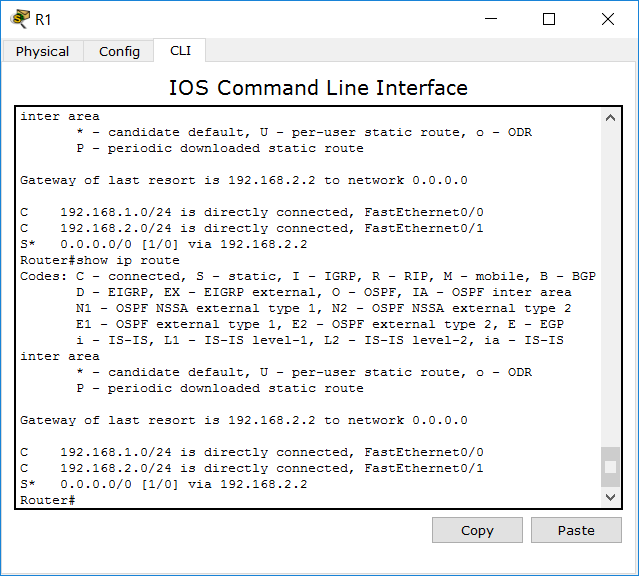 R1
Physical Config CLI
IOS Command Line Interface
inter area
       * - candidate default, U - per-user static route, o - ODR
       P - periodic downloaded static route
Gateway of last resort is 192.168.2.2 to network 0.0.0.0
C    192.168.1.0/24 is directly connected, FastEthernet0/0
C    192.168.2.0/24 is directly connected, FastEthernet0/1
S*   0.0.0.0/0 [1/0] via 192.168.2.2
Router#show ip route
Codes: C - connected, S - static, I - IGRP, R - RIP, M - mobile, B - BGP
       D - EIGRP, EX - EIGRP external, O - OSPF, IA - OSPF inter area
       N1 - OSPF NSSA external type 1, N2 - OSPF NSSA external type 2
       E1 - OSPF external type 1, E2 - OSPF external type 2, E - EGP
       i - IS-IS, L1 - IS-IS level-1, L2 - IS-IS level-2, ia - IS-IS
inter area
       * - candidate default, U - per-user static route, o - ODR
       P - periodic downloaded static route
Gateway of last resort is 192.168.2.2 to network 0.0.0.0
C    192.168.1.0/24 is directly connected, FastEthernet0/0
C    192.168.2.0/24 is directly connected, FastEthernet0/1
S*   0.0.0.0/0 [1/0] via 192.168.2.2
Router#
Copy Paste